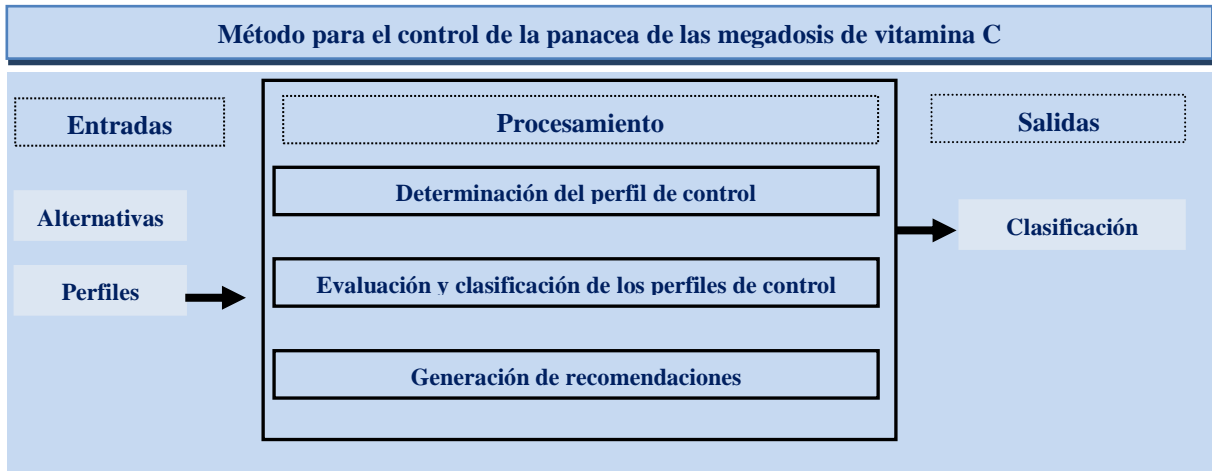 Método para el control de la panacea de las megadosis de vitamina C
Entradas
Alternativas
Perfiles
Procesamiento
Determinación del perfil de control
Evaluación y clasificación de los perfiles de control
Generación de recomendaciones
Salidas
Clasificación